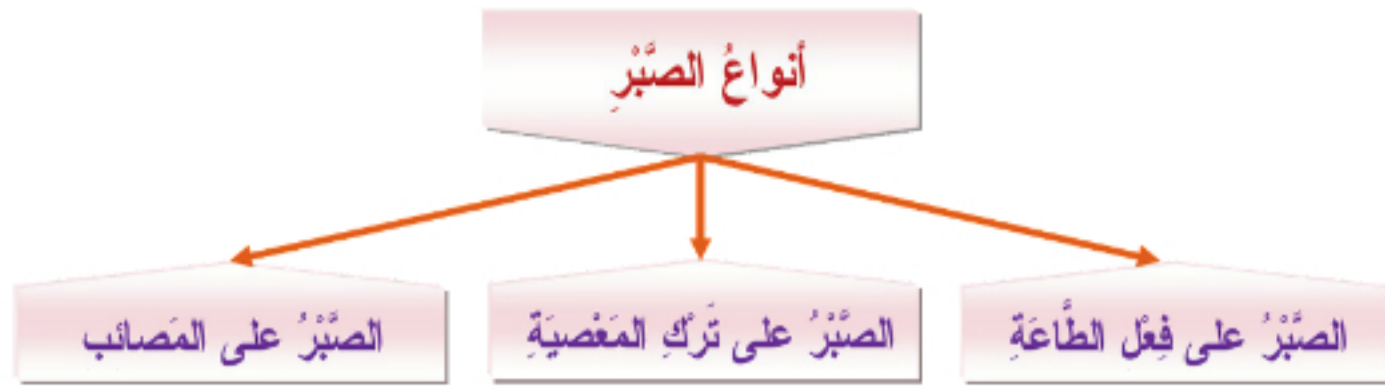 أنواعُ الصَّبْرِ
الصَّبْرُ على فِعْل الطَّاعَةِ
الصَّبْرُ على تَرْكِ المَعْصيَةِ
الصَّبْرُ على المَصائب